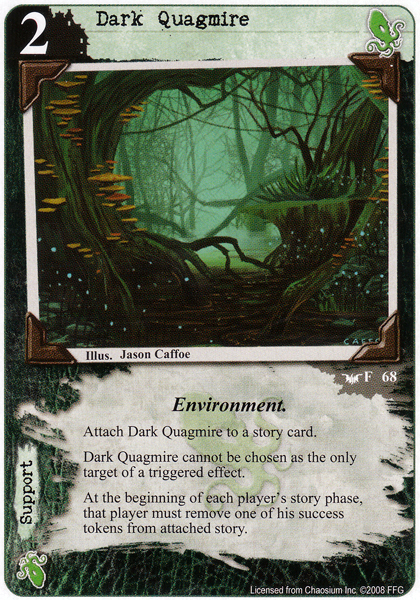 2
Dark Quagmire
Illus. Jason Caffoe
F 68
Environment.
Attach Dark Quagmire to a story card.
Dark Quagmire cannot be chosen as the only
target of a triggered effect.
At the beginning of each player's story phase,
that player must remove one of his success
tokens from attached story.
Support
Licensed from Chaosium Inc. ©2008 FFG